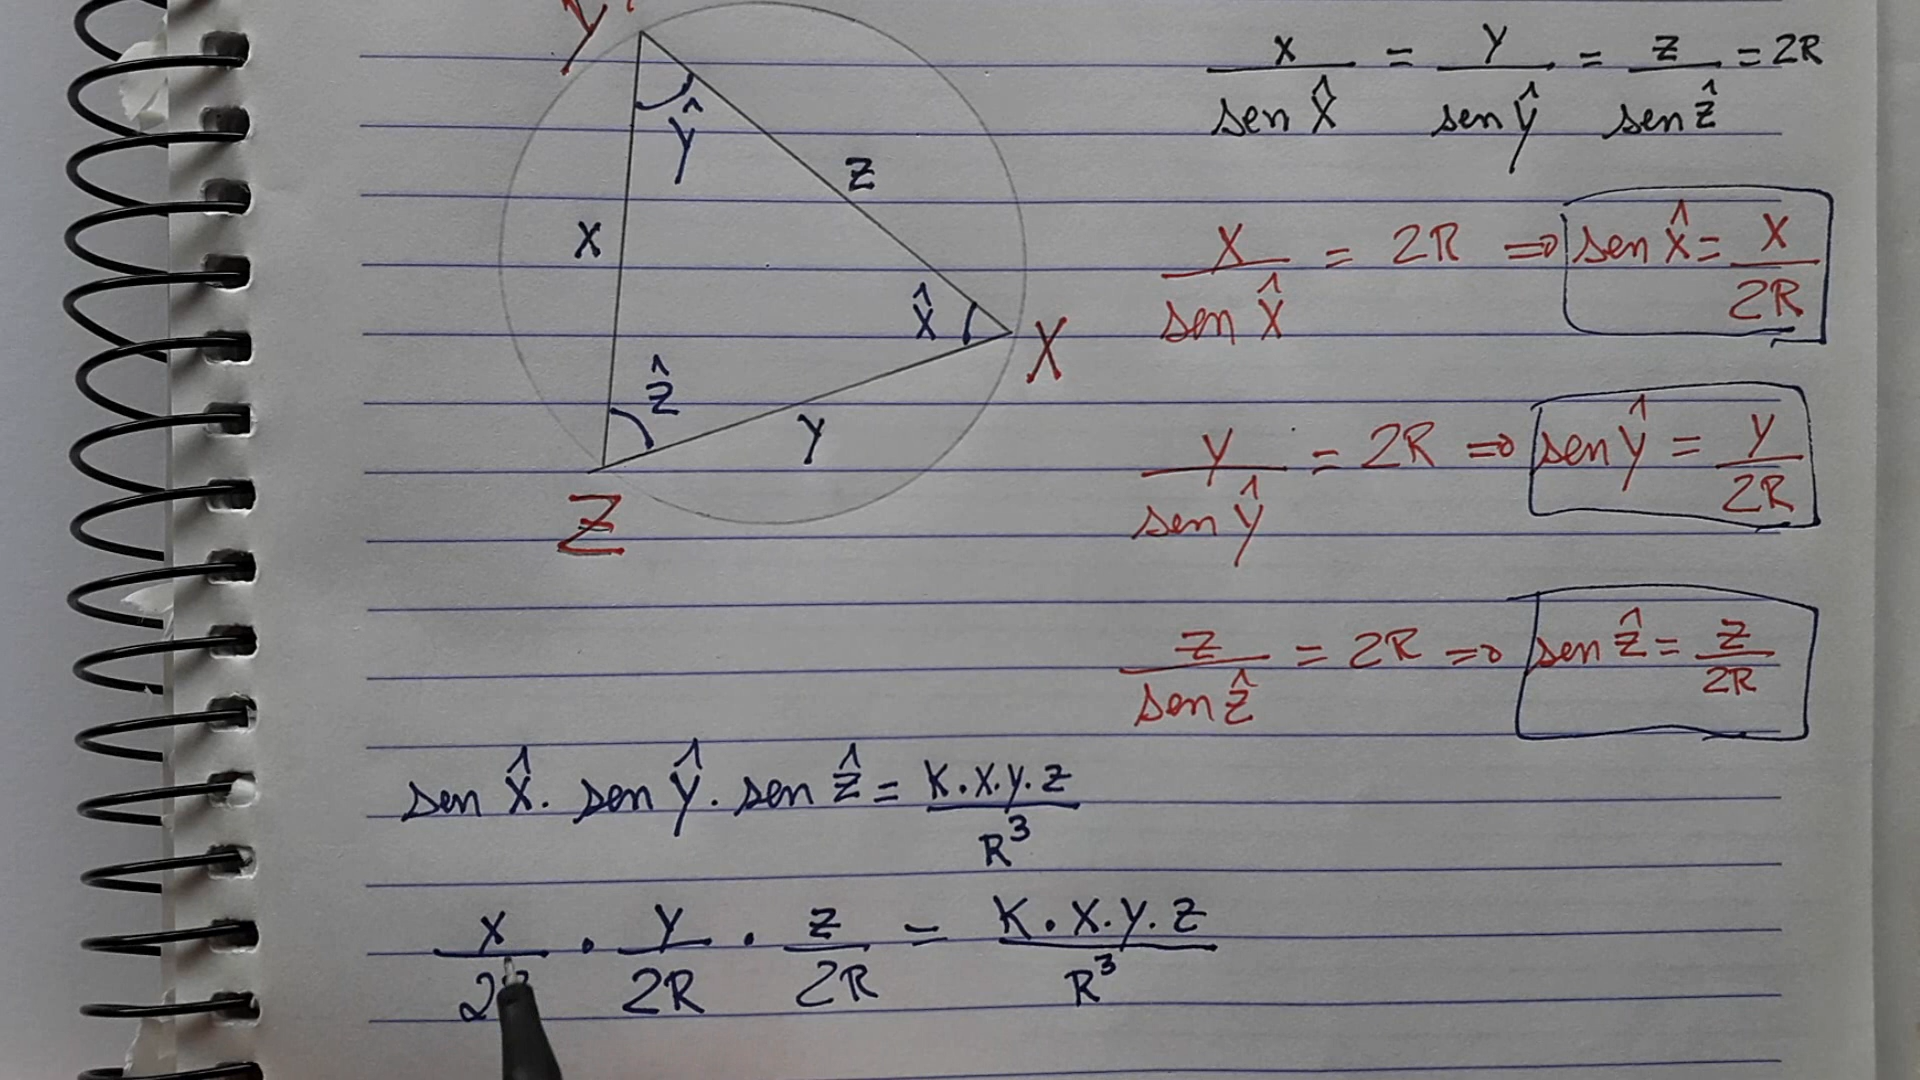 Y
Ŷ
z
x
X̂
X
Ẑ
y
Z
x/sen X̂ = y/sen Ŷ = z/sen Ẑ = 2R
x/sen X̂ = 2R ⇒ sen X̂ = x/2R
y/sen Ŷ = 2R ⇒ sen Ŷ = y/2R
z/sen Ẑ = 2R ⇒ sen Ẑ = z/2R
sen X̂ . sen Ŷ . sen Ẑ = K.x.y.z/R³
x/2R . y/2R . z/2R = K.x.y.z/R³